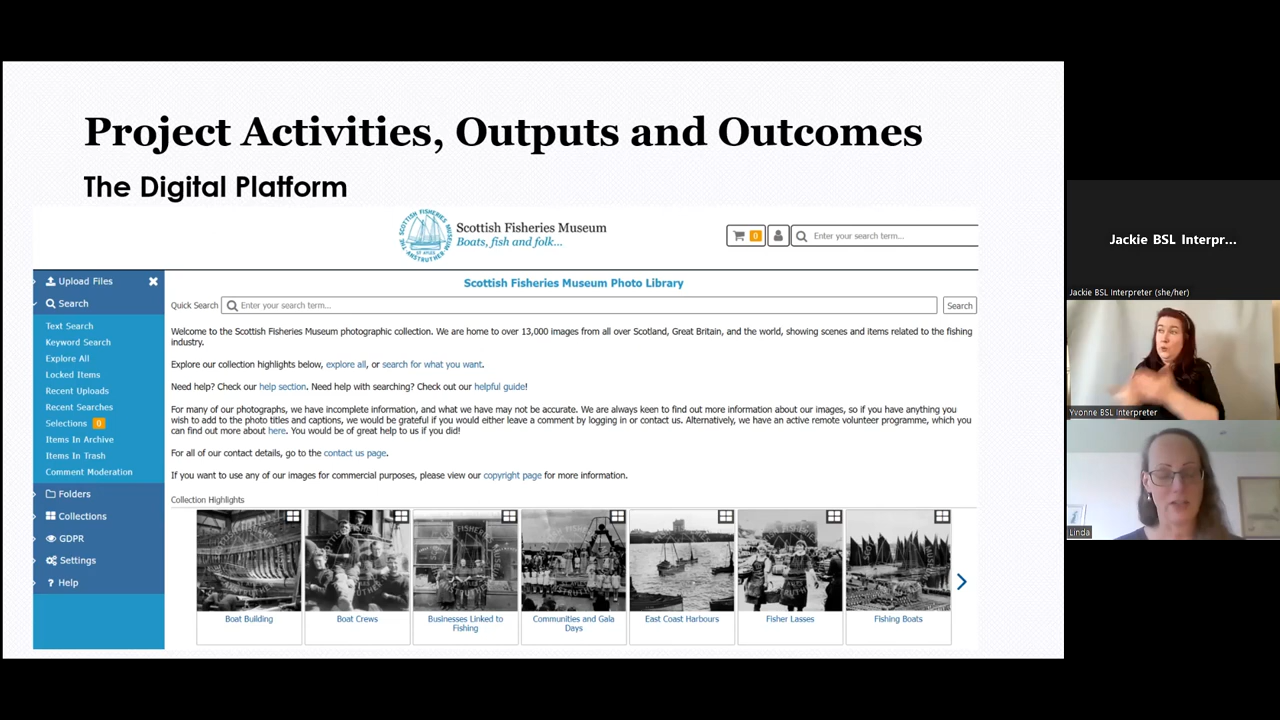 Project Activities, Outputs and Outcomes
The Digital Platform
Scottish Fisheries Museum
Boats, fish and folk...
0
Enter your search term...
SCOTTISH FISHERIES MUSEUM
ST AYLES
THE ANSTRUTHER
Upload Files
Search
Text Search
Keyword Search
Explore All
Locked Items
Recent Uploads
Recent Searches
Selections 0
Items In Archive
Items In Trash
Comment Moderation
Folders
Collections
GDPR
Settings
? Help
Scottish Fisheries Museum Photo Library
Quick Search Enter your search term... Search
Welcome to the Scottish Fisheries Museum photographic collection. We are home to over 13,000 images from all over Scotland, Great Britain, and the world, showing scenes and items related to the fishing
industry.
Explore our collection highlights below, explore all, or search for what you want.
Need help? Check our help section. Need help with searching? Check out our helpful guide!
For many of our photographs, we have incomplete information, and what we have may not be accurate. We are always keen to find out more information about our images, so if you have anything you
wish to add to the photo titles and captions, we would be grateful if you would either leave a comment by logging in or contact us. Alternatively, we have an active remote volunteer programme, which you
can find out more about here. You would be of great help to us if you did!
For all of our contact details, go to the contact us page.
If you want to use any of our images for commercial purposes, please view our copyright page for more information.
Collection Highlights
Boat Building
Boat Crews
Businesses Linked to
Fishing
Communities and Gala
Days
East Coast Harbours
Fisher Lasses
Fishing Boats
Jackie BSL Interpr...
Jackie BSL Interpreter (she/her)
Yvonne BSL Interpreter
Linda